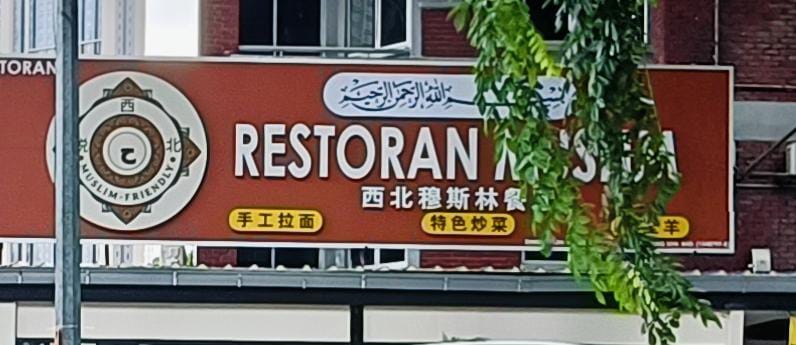 TORAN
西
北
MUSLIM-FRIENDLY
بسم الله الرحمن الرحيم
RESTORAN
西北穆斯林餐
手工拉面
特色炒菜
羊